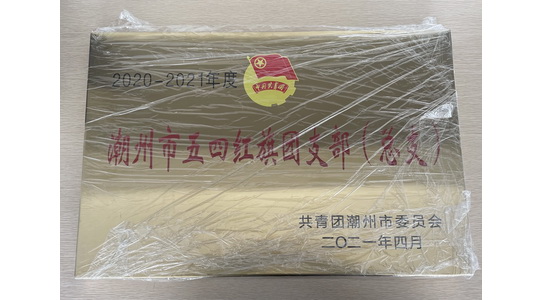 2020-2021年度
中国共青团
潮州市五四红旗团支部（总支）
共青团潮州市委员会
二〇二一年四月